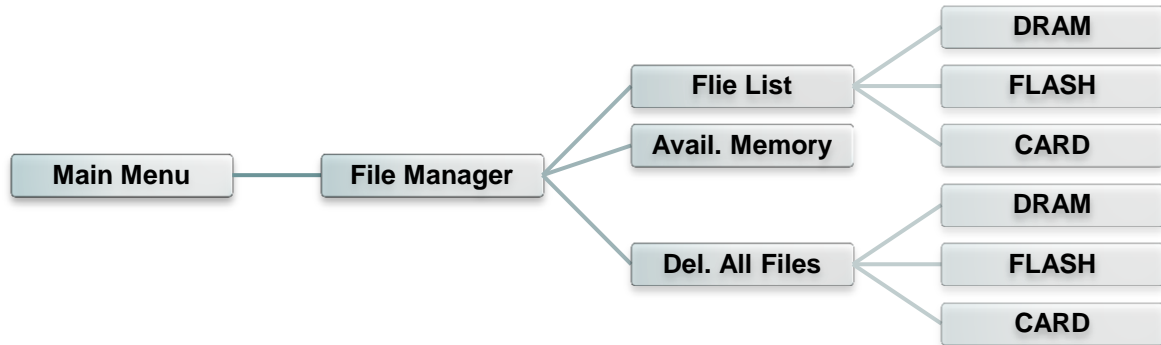 Main Menu
File Manager
Flie List
DRAM
FLASH
CARD
Avail. Memory
Del. All Files
DRAM
FLASH
CARD